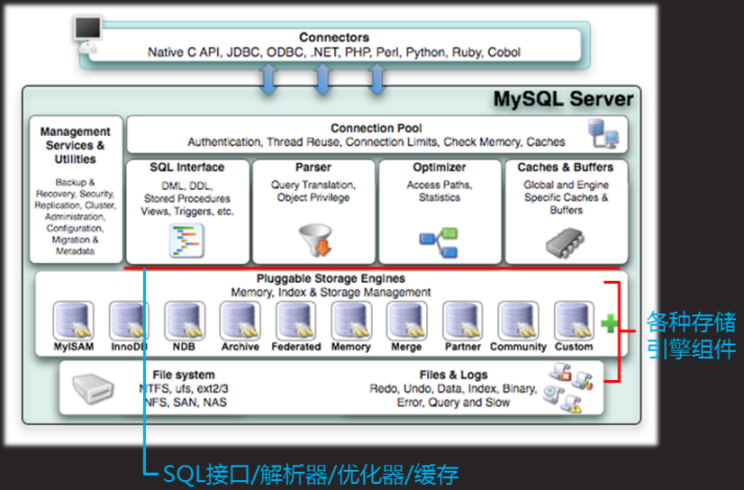 Connectors
Native C API, JDBC, ODBC, .NET, PHP, Perl, Python, Ruby, Cobol
MySQL Server
Management
Services &
Utilities
Backup &
Recovery, Security,
Replication, Cluster,
Administration,
Configuration,
Migration &
Metadata
Connection Pool
Authentication, Thread Reuse, Connection Limits, Check Memory, Caches
SQL Interface
DML, DDL,
Stored Procedures
Views, Triggers, etc.
Parser
Query Translation,
Object Privilege
Optimizer
Access Paths,
Statistics
Caches & Buffers
Global and Engine
Specific Caches &
Buffers
Pluggable Storage Engines
Memory, Index & Storage Management
MyISAM
InnoDB
NDB
Archive
Federated
Memory
Merge
Partner
Community
Custom
各种存储
引擎组件
File system
NTFS, ufs, ext2/3
NFS, SAN, NAS
Files & Logs
Redo, Undo, Data, Index, Binary,
Error, Query and Slow
SQL接口/解析器/优化器/缓存